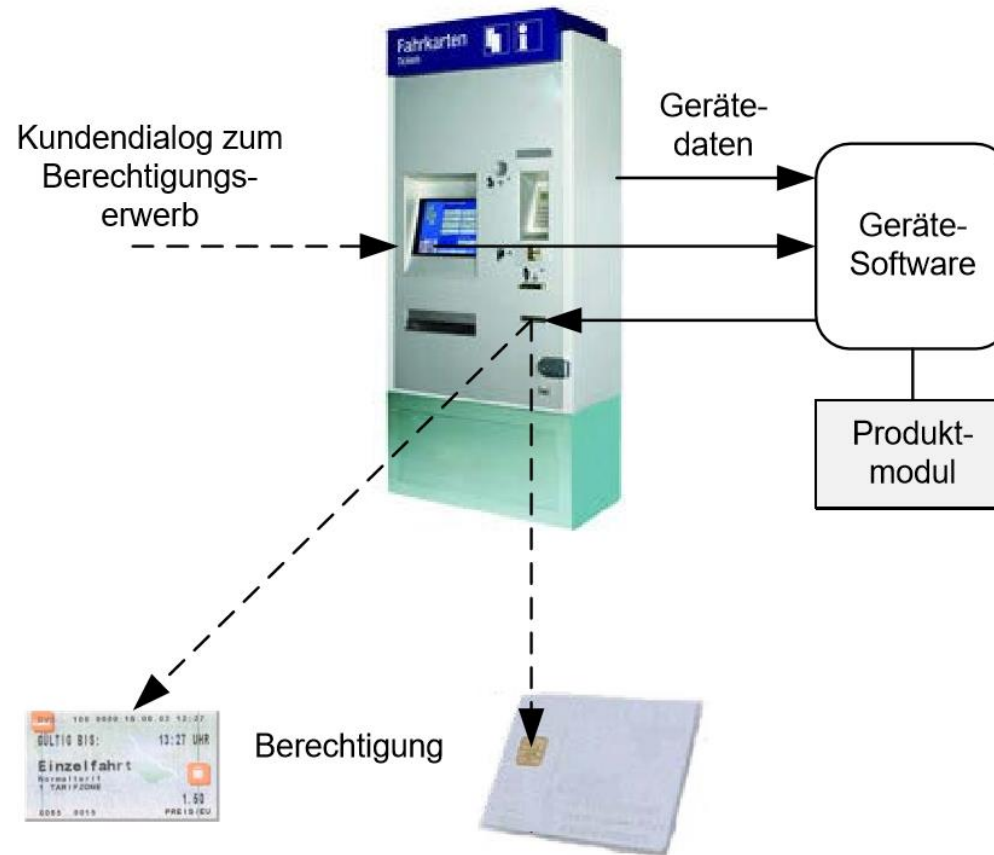 Fahrkarten
Tickets
Kundendialog zum
Berechtigungs-
erwerb
Geräte-
daten
Geräte-
Software
Produkt-
modul
Berechtigung
GÜLTIG BIS: 13:27 UHR
Einzelfahrt
Normaltarif
1 TARIFZONE
1.50
PREIS/EU